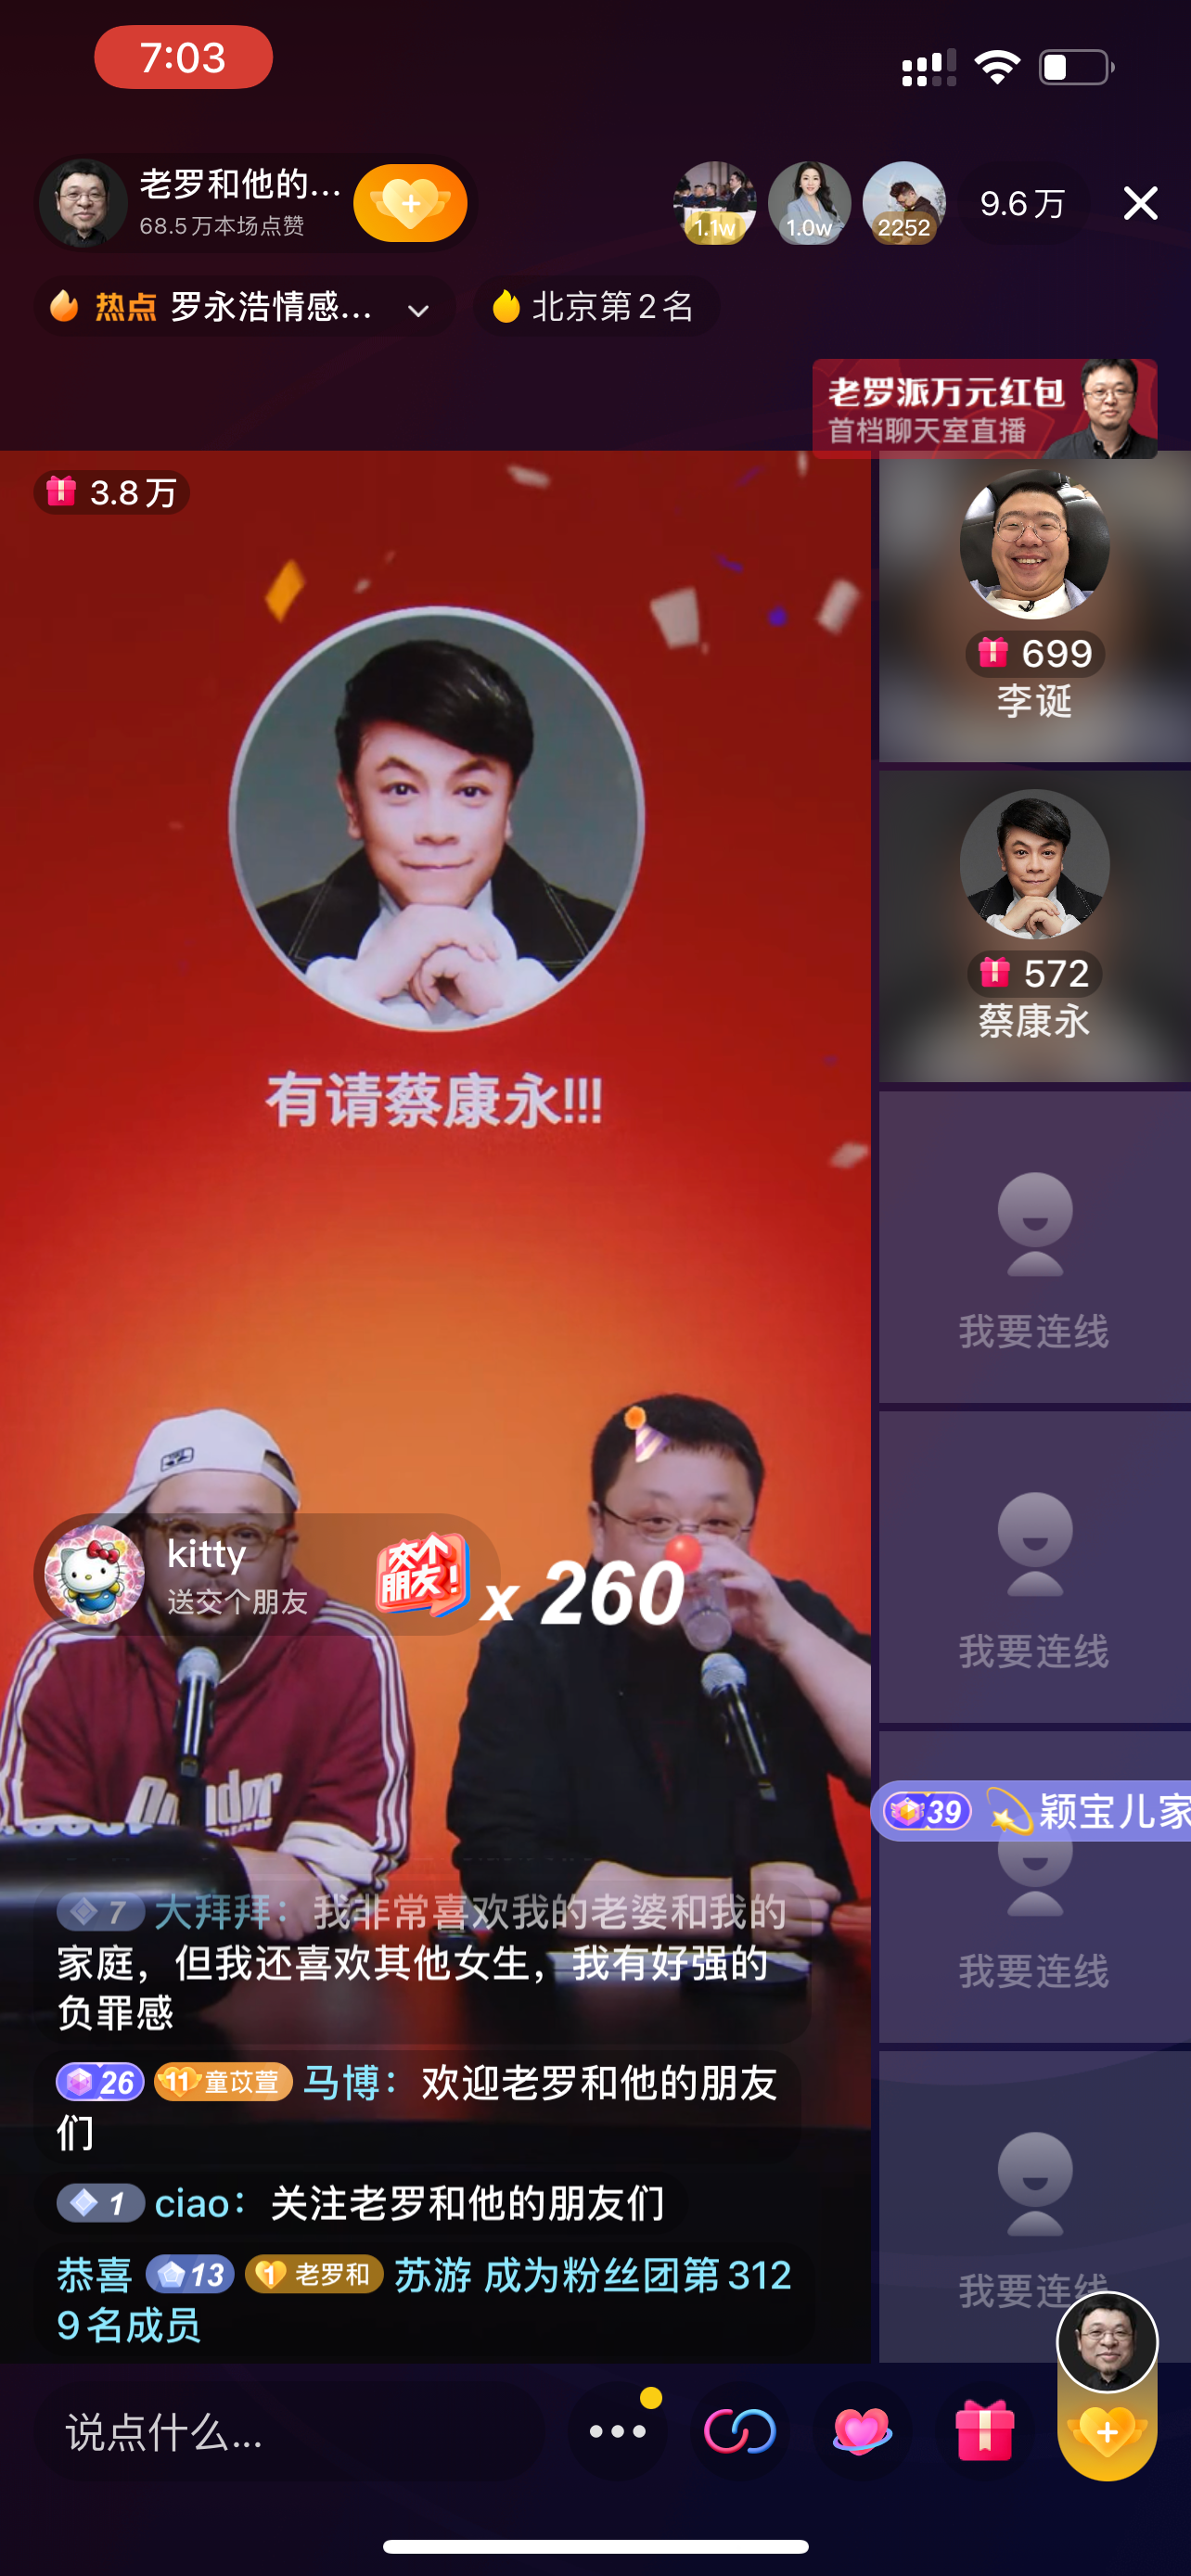 7:03
老罗和他的...
68.5万本场点赞
1.1w
1.0w
2252
9.6万
热点 罗永浩情感...
北京第2名
老罗派万元红包
首档聊天室直播
3.8万
699
李诞
572
蔡康永
有请蔡康永!!!
我要连线
我要连线
kitty
送交个朋友
交个
朋友!
x 260
39 颖宝儿家
我要连线
7 大拜拜：我非常喜欢我的老婆和我的
家庭，但我还喜欢其他女生，我有好强的
负罪感
26 11 童苡萱 马博：欢迎老罗和他的朋友
们
1 ciao：关注老罗和他的朋友们
恭喜 13 1 老罗和 苏游 成为粉丝团第312
9名成员
我要连线
说点什么...